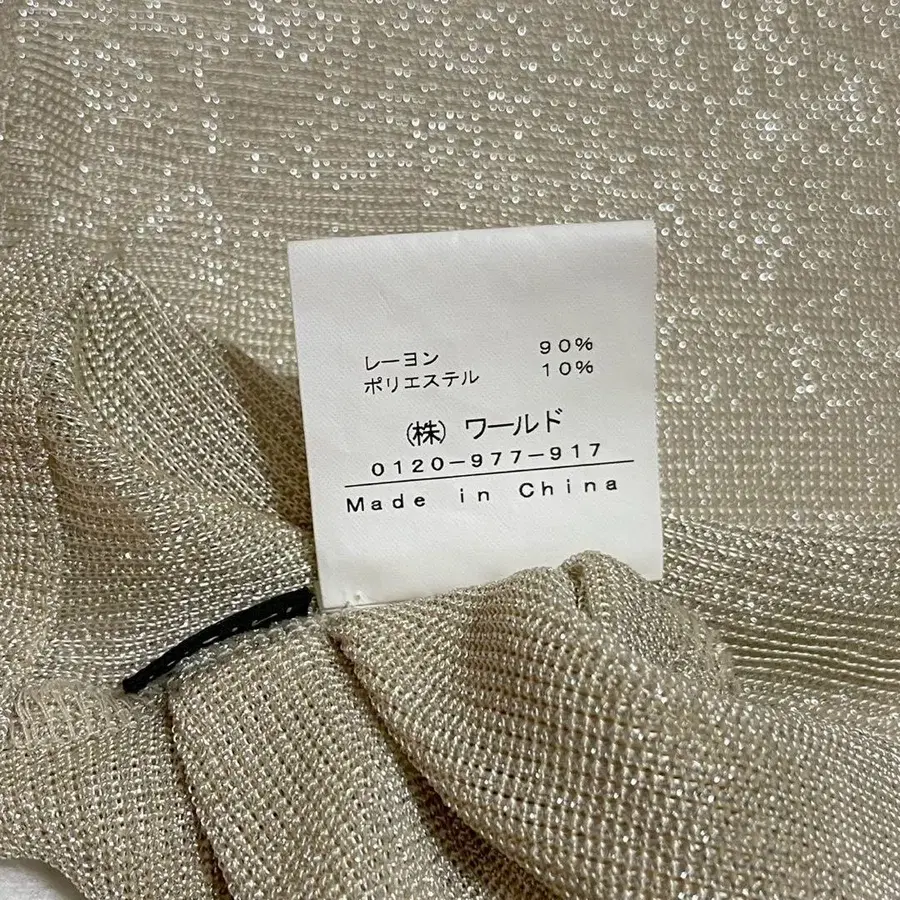 レーヨン 90%
ポリエステル 10%
(株) ワールド
0120-977-917
Made in China